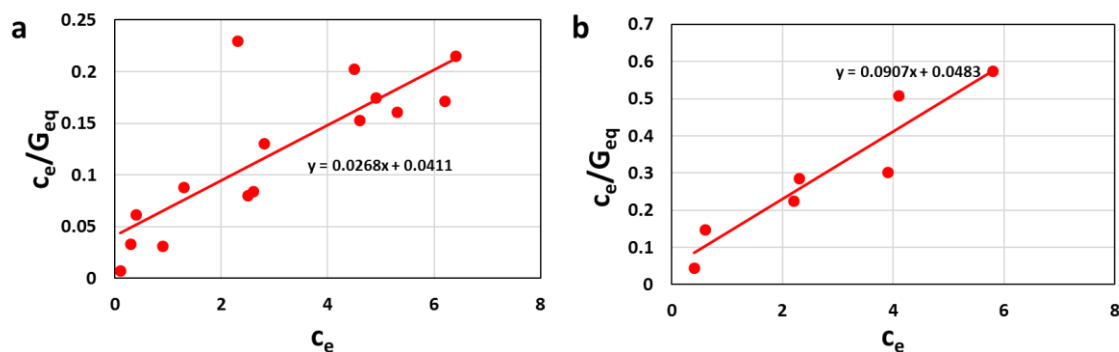 a
0.25
0.2
0.15
0.1
0.05
0
0 2 4 6 8
ce/Geq
ce
y = 0.0268x + 0.0411
b
0.7
0.6
0.5
0.4
0.3
0.2
0.1
0
0 2 4 6 8
ce/Geq
ce
y = 0.0907x + 0.0483